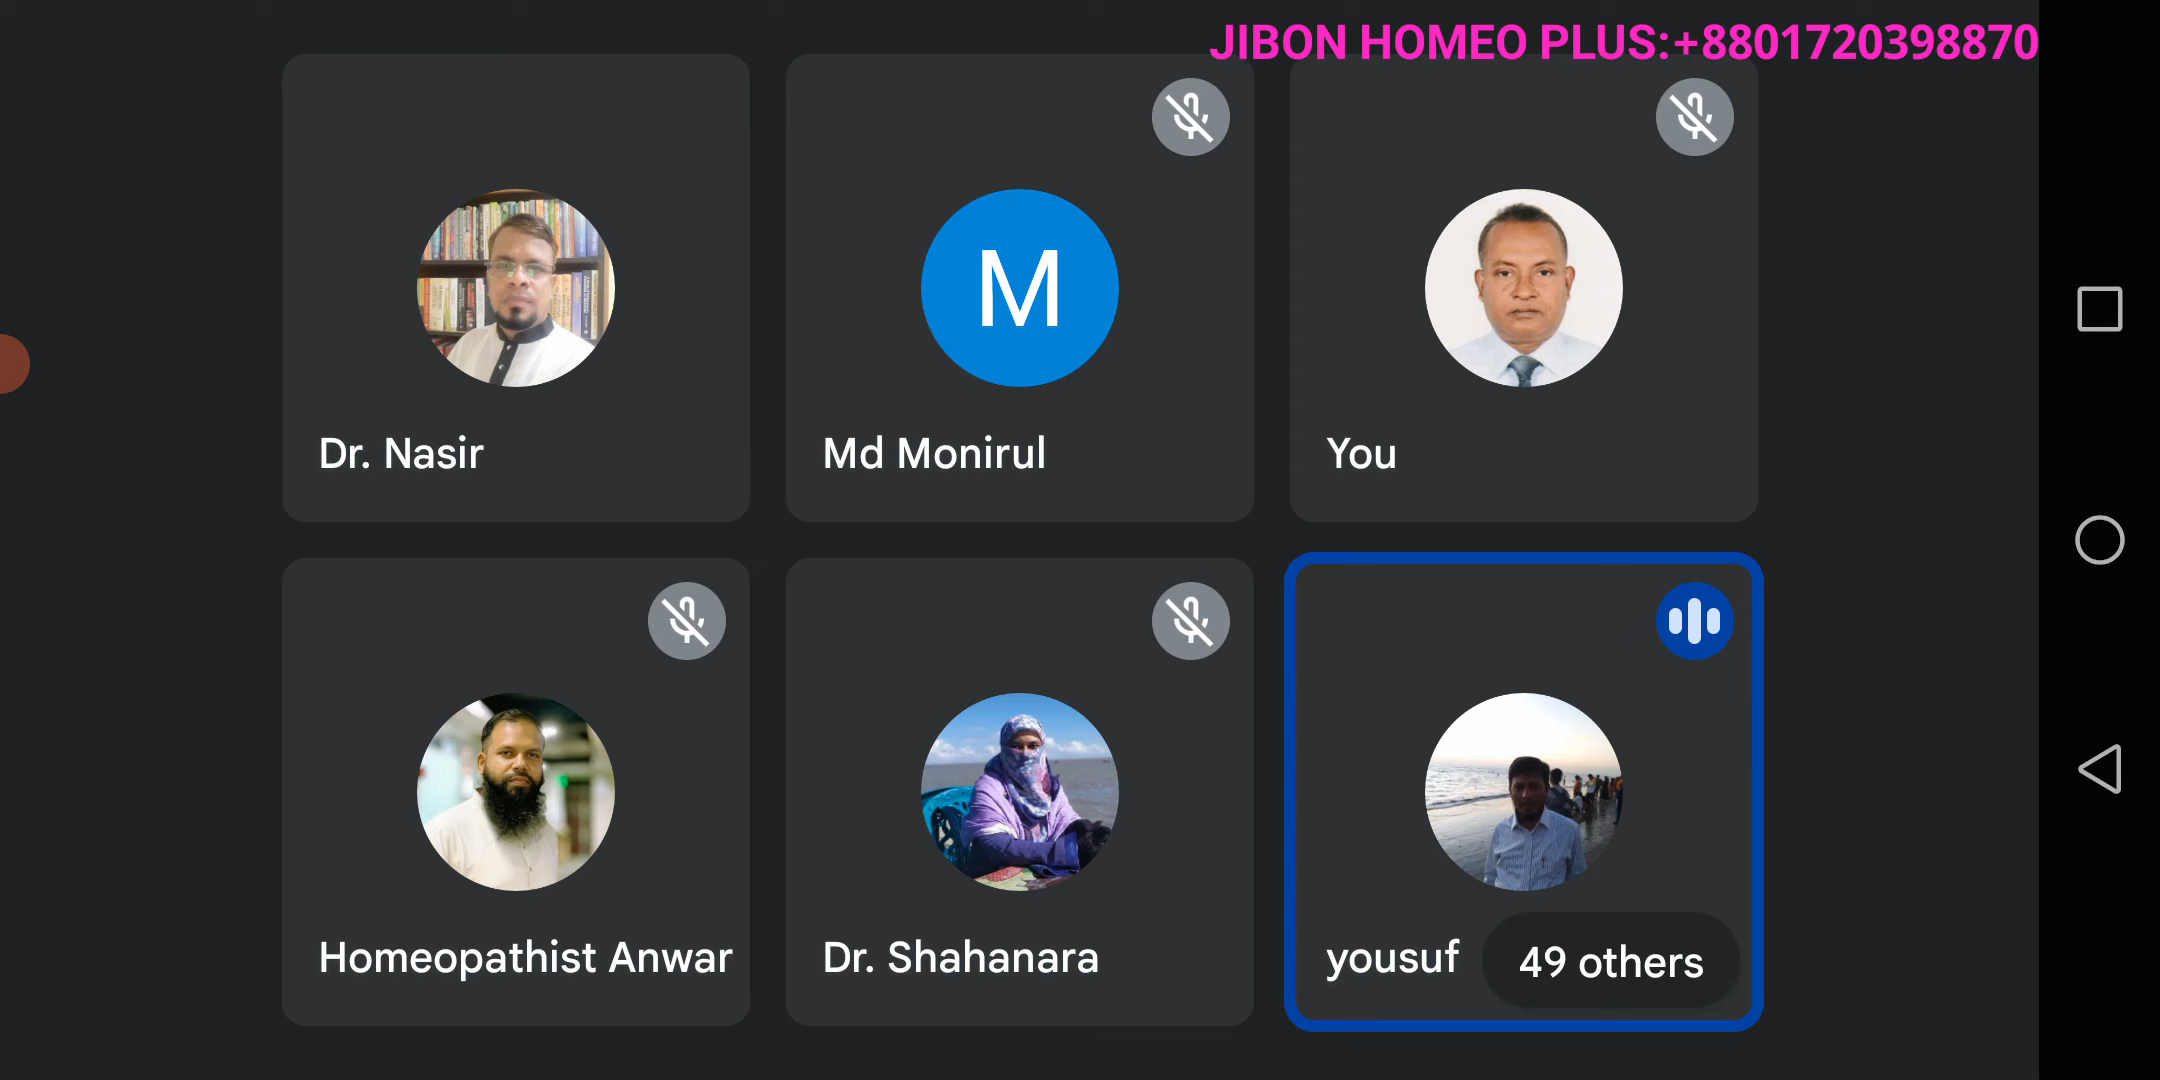 JIBON HOMEO PLUS:+8801720398870
Dr. Nasir
M
Md Monirul
You
Homeopathist Anwar
Dr. Shahanara
yousuf
49 others